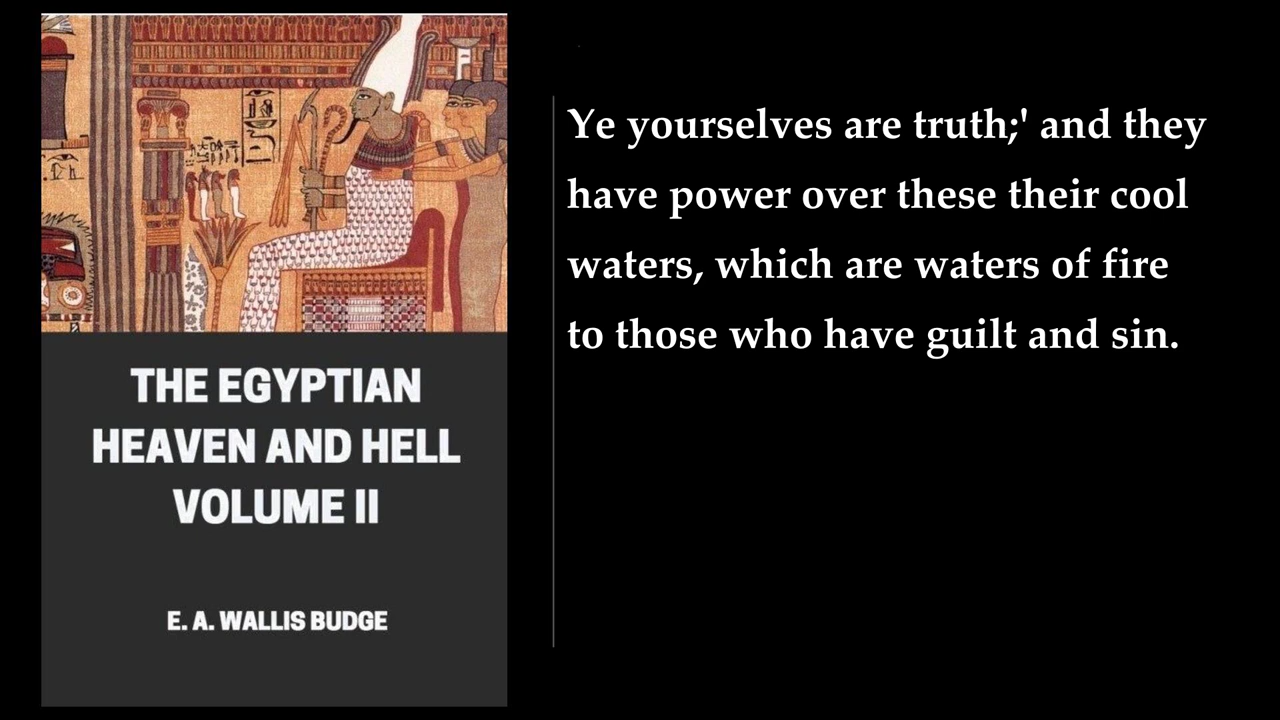 THE EGYPTIAN
HEAVEN AND HELL
VOLUME II
E. A. WALLIS BUDGE
Ye yourselves are truth;' and they
have power over these their cool
waters, which are waters of fire
to those who have guilt and sin.